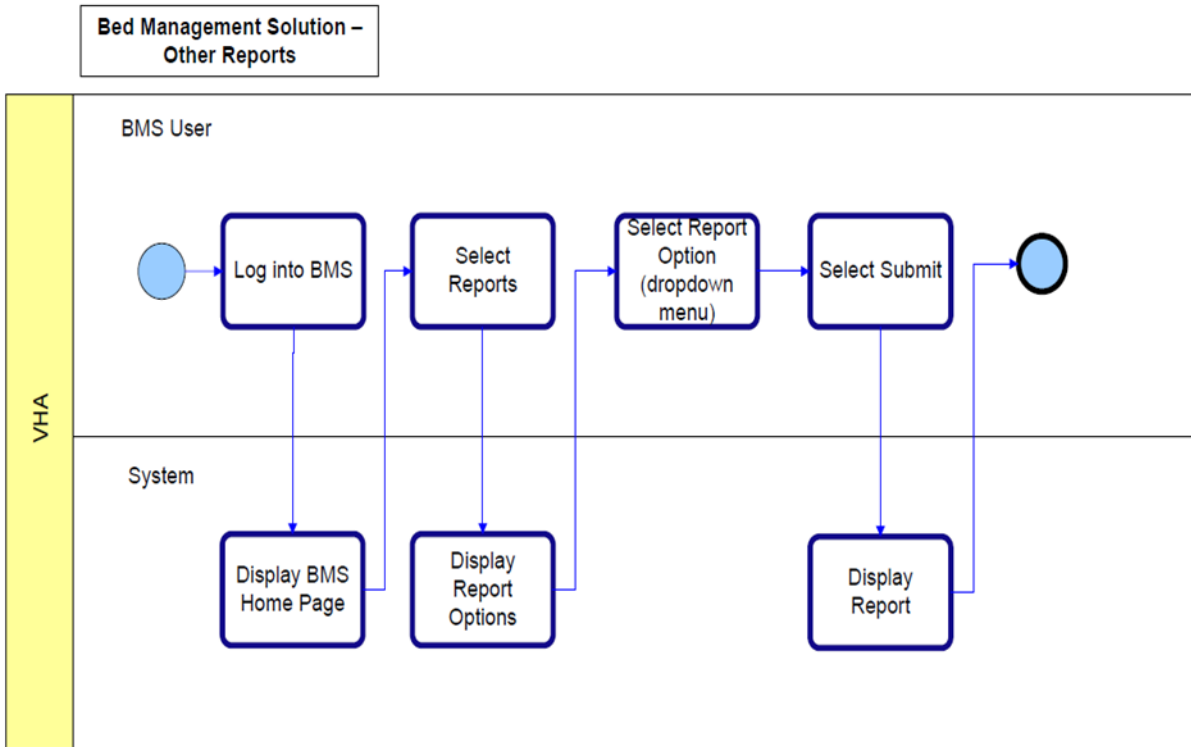 Bed Management Solution –
Other Reports
VHA
BMS User
Log into BMS
Select
Reports
Select Report
Option
(dropdown
menu)
Select Submit
System
Display BMS
Home Page
Display
Report
Options
Display
Report